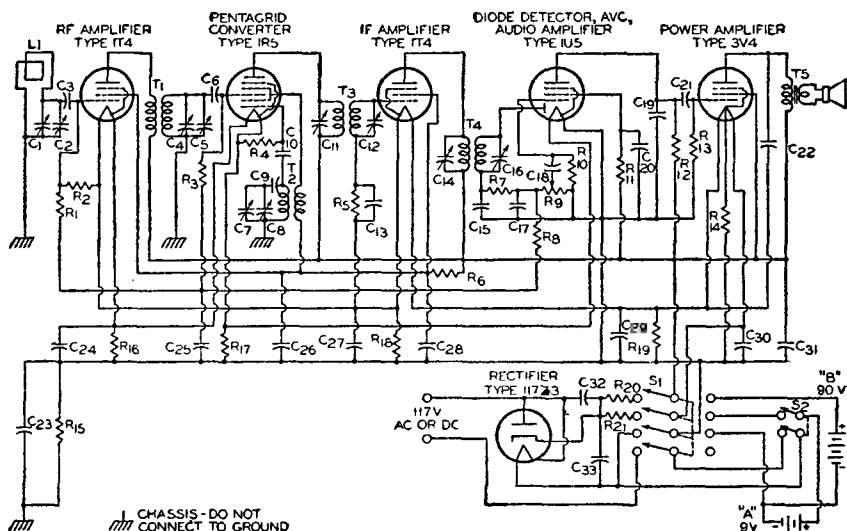 RF AMPLIFIER
TYPE 1T4
PENTAGRID
CONVERTER
TYPE 1R5
IF AMPLIFIER
TYPE 1T4
DIODE DETECTOR, AVC,
AUDIO AMPLIFIER
TYPE 1U5
POWER AMPLIFIER
TYPE 3V4
L1
C3
C1
C2
R1
R2
T1
C4
C5
C6
R3
R4
C10
C9
T2
C7
C8
C11
T3
C12
R5
C13
T4
C14
C16
R7
C15
C17
C18
R10
R9
R8
R6
R11
C20
C19
C21
R12
R13
R14
T5
C22
C24
R16
C25
R17
C26
C27
R18
C28
C29
R19
C30
C31
C23
R15
RECTIFIER
TYPE 117Z3
117V
AC OR DC
C32
R20
R21
C33
S1
S2
"B"
90 V
"A"
9V
CHASSIS - DO NOT
CONNECT TO GROUND